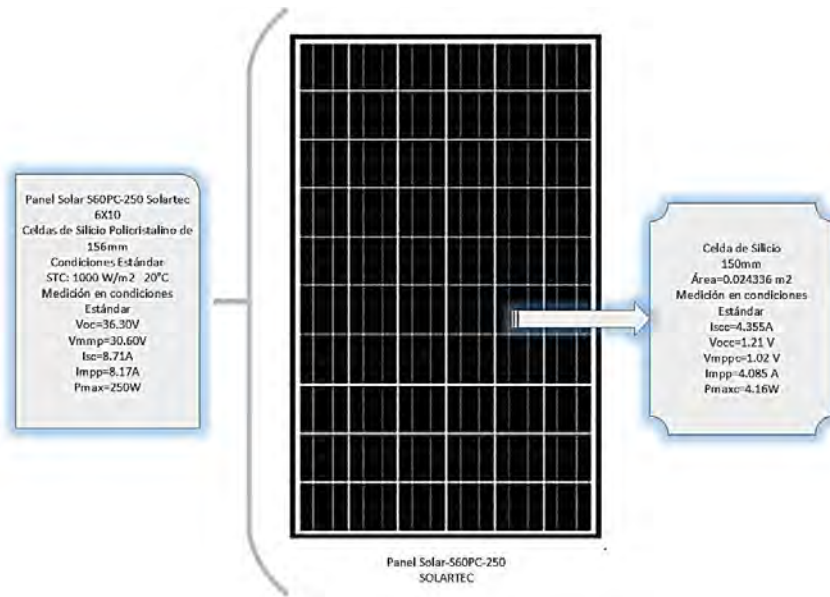 Panel Solar S60PC-250 Solartec
6X10
Celdas de Silicio Policristalino de
156mm
Condiciones Estándar
STC: 1000 W/m2 20°C
Medición en condiciones
Estándar
Voc=36.30V
Vmmp=30.60V
Isc=8.71A
Impp=8.17A
Pmax=250W
Celda de Silicio
150mm
Área=0.024336 m2
Medición en condiciones
Estándar
Iscc=4.355A
Vocc=1.21 V
Vmppc=1.02 V
Impp=4.085 A
Pmaxc=4.16W
Panel Solar-S60PC-250
SOLARTEC